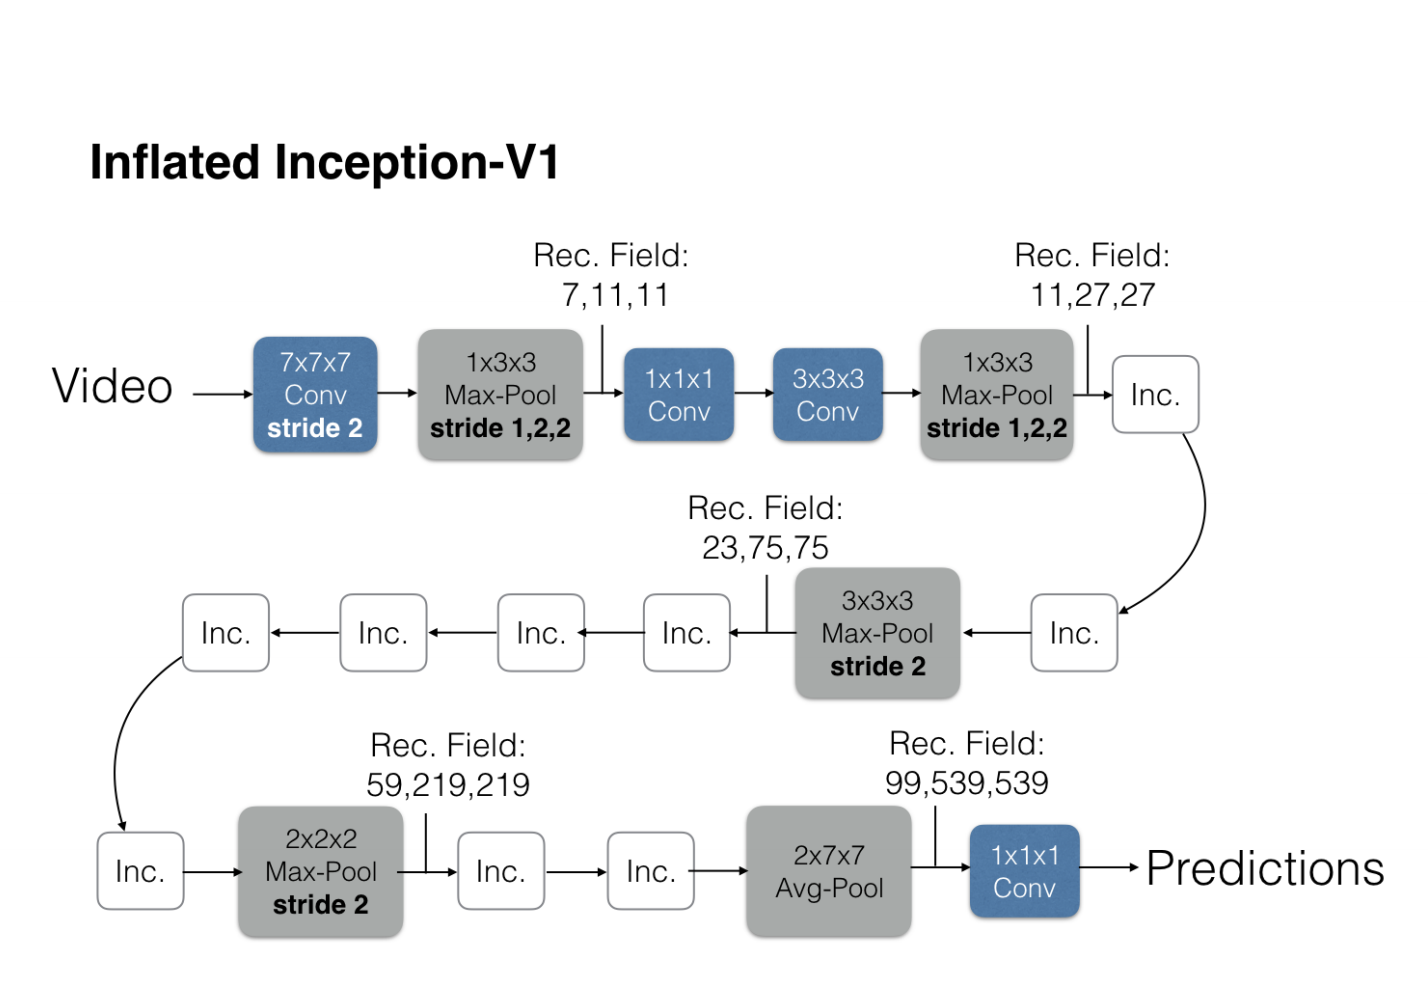 Inflated Inception-V1
Rec. Field:
7,11,11
Rec. Field:
11,27,27
Video
7x7x7
Conv
stride 2
1x3x3
Max-Pool
stride 1,2,2
1x1x1
Conv
3x3x3
Conv
1x3x3
Max-Pool
stride 1,2,2
Inc.
Rec. Field:
23,75,75
Inc.
3x3x3
Max-Pool
stride 2
Inc.
Inc.
Inc.
Inc.
Rec. Field:
59,219,219
Rec. Field:
99,539,539
Inc.
2x2x2
Max-Pool
stride 2
Inc.
Inc.
2x7x7
Avg-Pool
1x1x1
Conv
Predictions